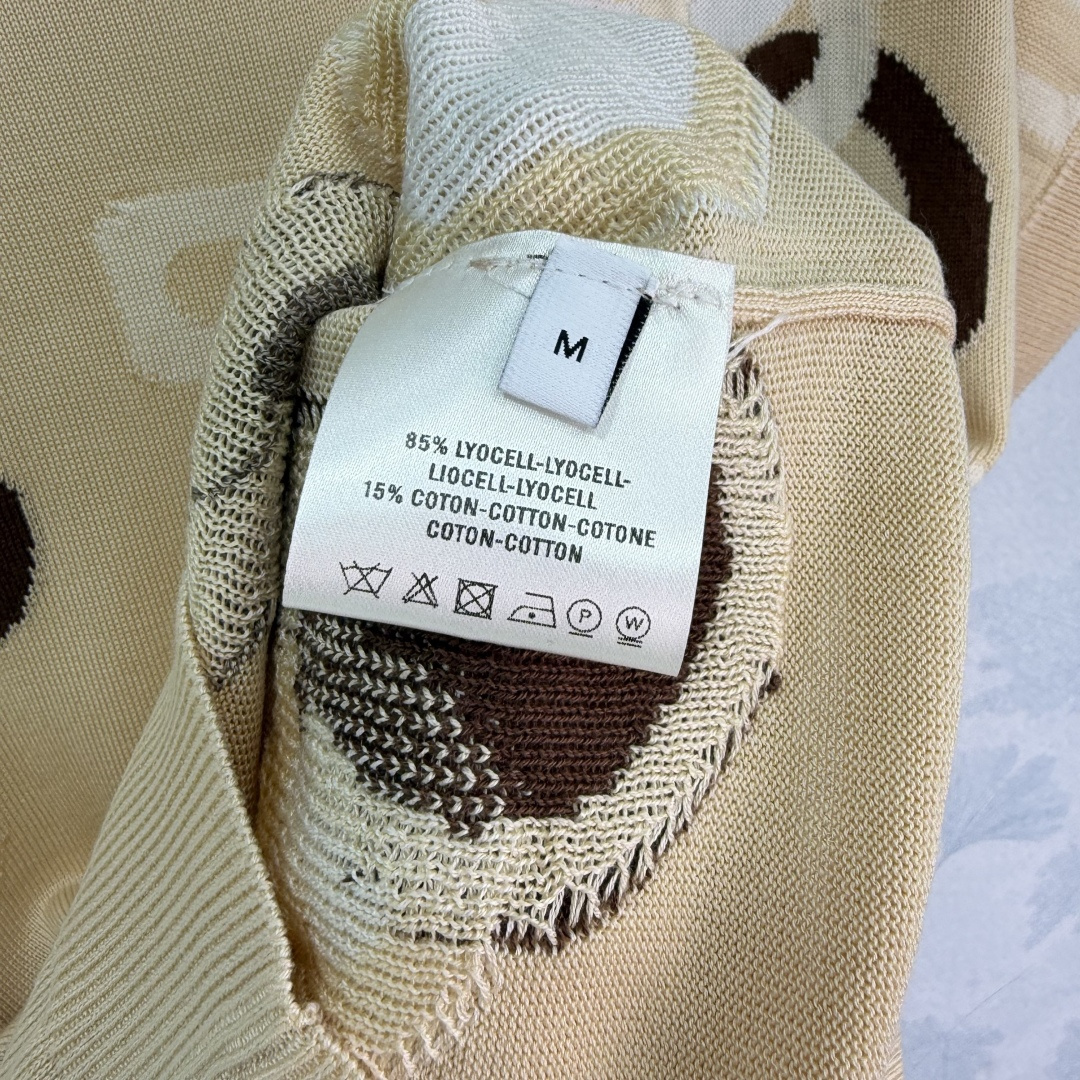 M
85% LYOCELL-LYOCELL-
LIOCELL-LYOCELL
15% COTON-COTTON-COTONE
COTON-COTTON
P W